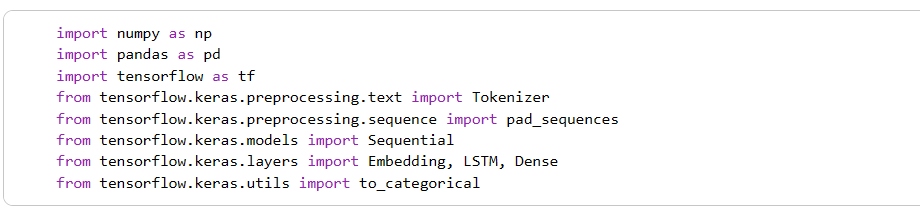 import numpy as np
import pandas as pd
import tensorflow as tf
from tensorflow.keras.preprocessing.text import Tokenizer
from tensorflow.keras.preprocessing.sequence import pad_sequences
from tensorflow.keras.models import Sequential
from tensorflow.keras.layers import Embedding, LSTM, Dense
from tensorflow.keras.utils import to_categorical